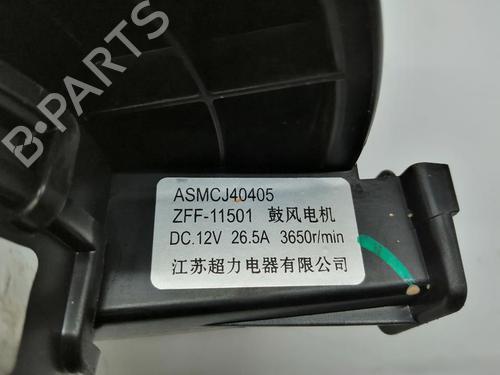 B-PARTS
ASMCJ40405
ZFF-11501 鼓风电机
DC.12V 26.5A 3650r/min
江苏超力电器有限公司